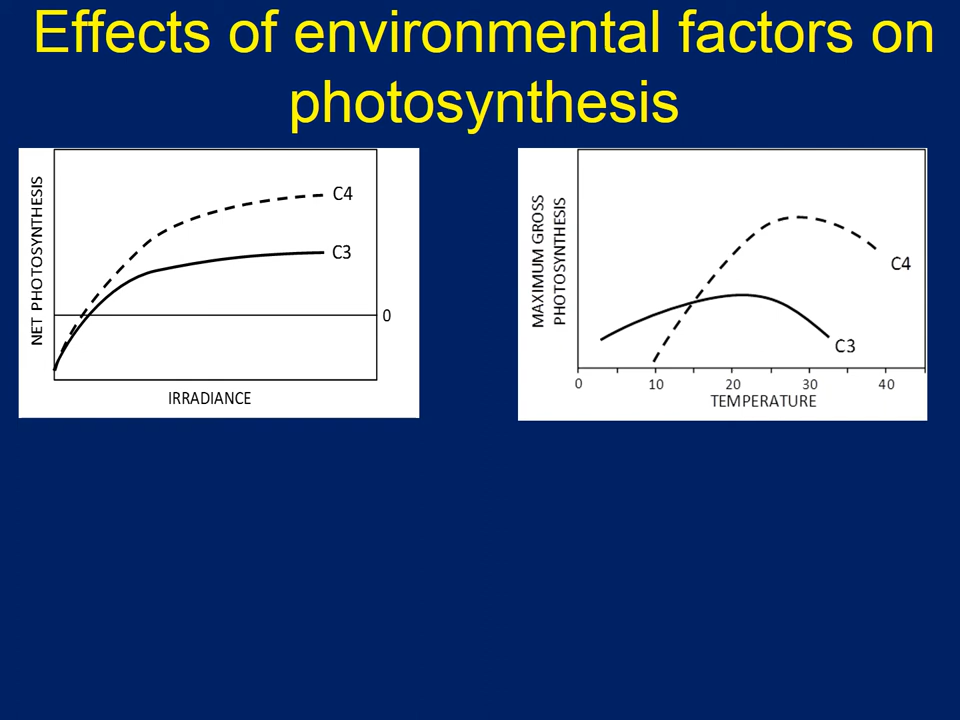 Effects of environmental factors on
photosynthesis
NET PHOTOSYNTHESIS
C4
C3
0
IRRADIANCE
MAXIMUM GROSS
PHOTOSYNTHESIS
C4
C3
0 10 20 30 40
TEMPERATURE